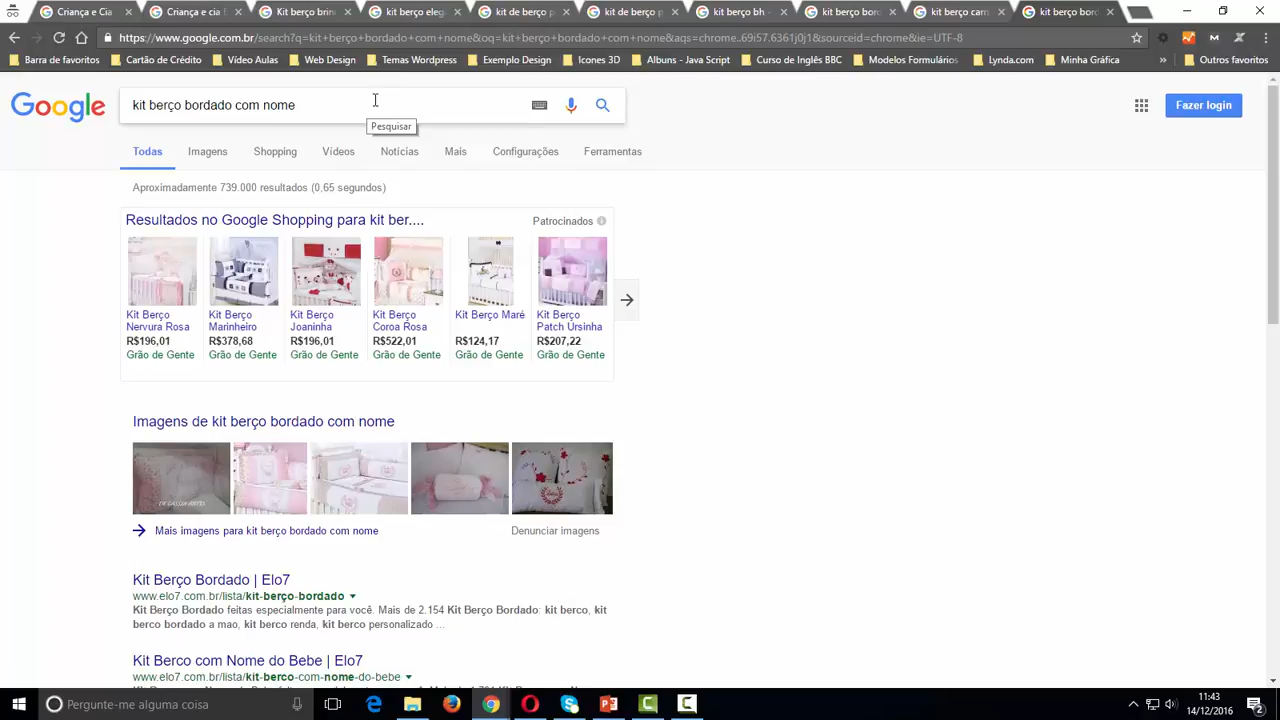 Criança e Cia
Criança e cia E
Kit berço brin
kit berço eleg
kit de berço p
kit de berço p
kit berço bh -
kit berço bord
kit berço carr
kit berço bord
https://www.google.com.br/search?q=kit+berço+bordado+com+nome&oq=kit+berço+bordado+com+nome&aqs=chrome..69i57.6361j0j1&sourceid=chrome&ie=UTF-8
Barra de favoritos
Cartão de Crédito
Vídeo Aulas
Web Design
Temas Wordpress
Exemplo Design
Icones 3D
Albuns - Java Script
Curso de Inglês BBC
Modelos Formulários
Lynda.com
Minha Gráfica
»
Outros favoritos
Google
kit berço bordado com nome
Fazer login
Pesquisar
Todas
Imagens
Shopping
Vídeos
Notícias
Mais
Configurações
Ferramentas
Aproximadamente 739.000 resultados (0,65 segundos)
Resultados no Google Shopping para kit ber....
Patrocinados
Kit Berço
Nervura Rosa
R$196,01
Grão de Gente
Kit Berço
Marinheiro
R$378,68
Grão de Gente
Kit Berço
Joaninha
R$196,01
Grão de Gente
Kit Berço
Coroa Rosa
R$522,01
Grão de Gente
Kit Berço Maré
R$124,17
Grão de Gente
Kit Berço
Patch Ursinha
R$207,22
Grão de Gente
Imagens de kit berço bordado com nome
Mais imagens para kit berço bordado com nome
Denunciar imagens
Kit Berço Bordado | Elo7
www.elo7.com.br/lista/kit-berço-bordado
Kit Berço Bordado feitas especialmente para você. Mais de 2.154 Kit Berço Bordado: kit berco, kit
berco bordado a mao, kit berco renda, kit berco personalizado ...
Kit Berco com Nome do Bebe | Elo7
www.elo7.com.br/lista/kit-berco-com-nome-do-bebe
Pergunte-me alguma coisa
11:43
14/12/2016
2